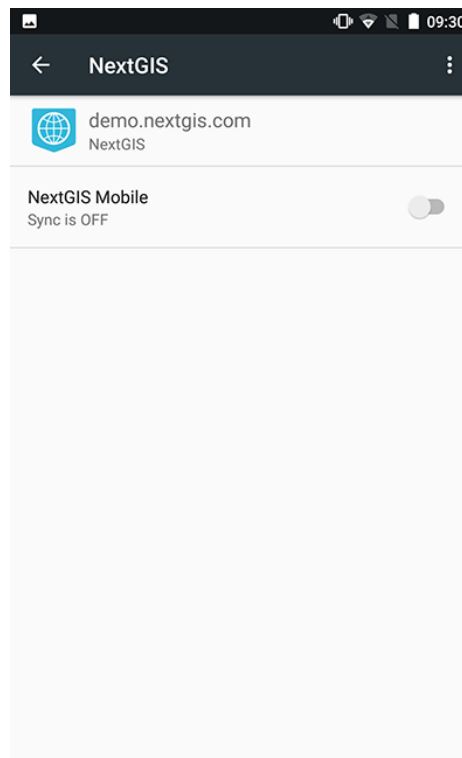 09:30
NextGIS
demo.nextgis.com
NextGIS
NextGIS Mobile
Sync is OFF